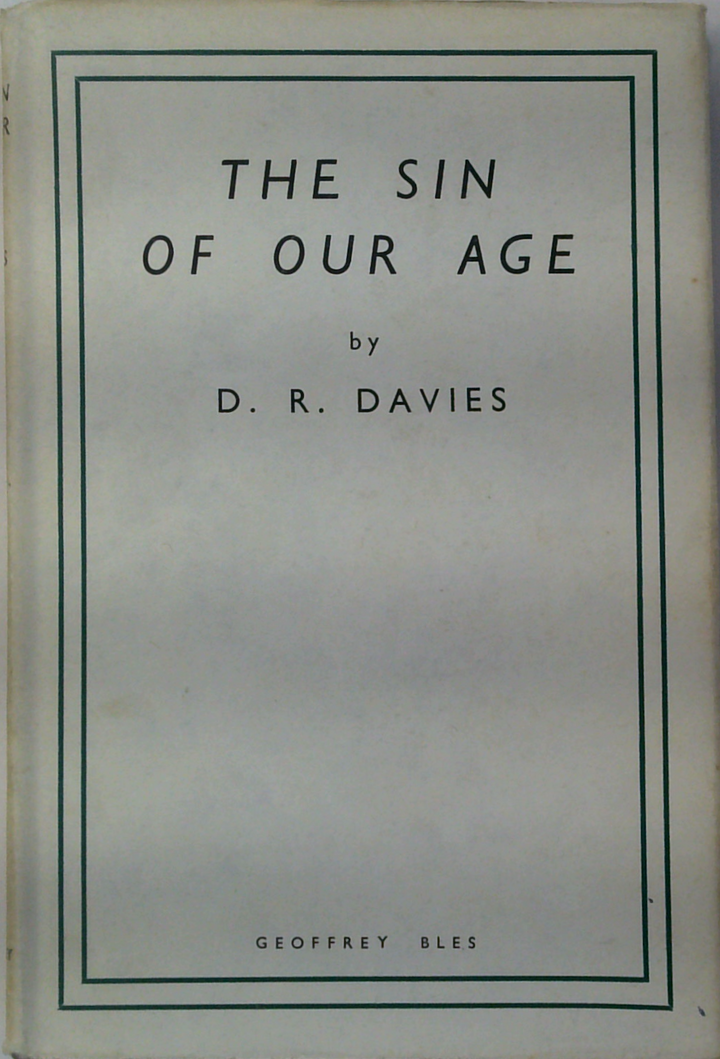 THE SIN
OF OUR AGE
by
D. R. DAVIES
GEOFFREY BLES